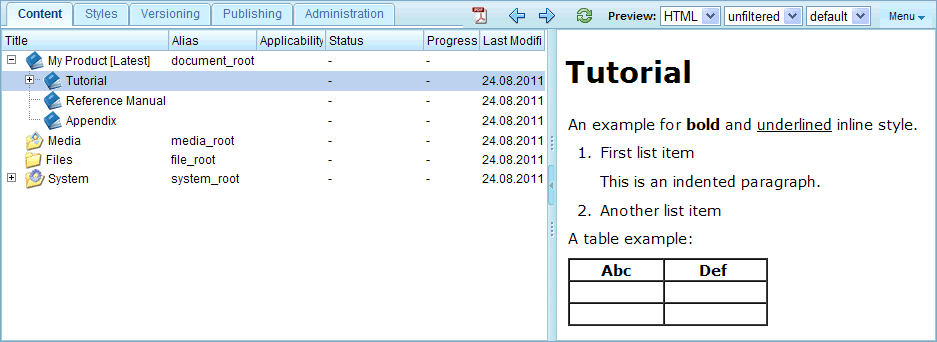 Content Styles Versioning Publishing Administration PDF Preview: HTML unfiltered default Menu
Title Alias Applicability Status Progress Last Modifi
My Product [Latest] document_root - -
Tutorial - - 24.08.2011
Reference Manual - - 24.08.2011
Appendix - - 24.08.2011
Media media_root - - 24.08.2011
Files file_root - - 24.08.2011
System system_root - - 24.08.2011
Tutorial
An example for bold and underlined inline style.
1. First list item
This is an indented paragraph.
2. Another list item
A table example:
Abc Def